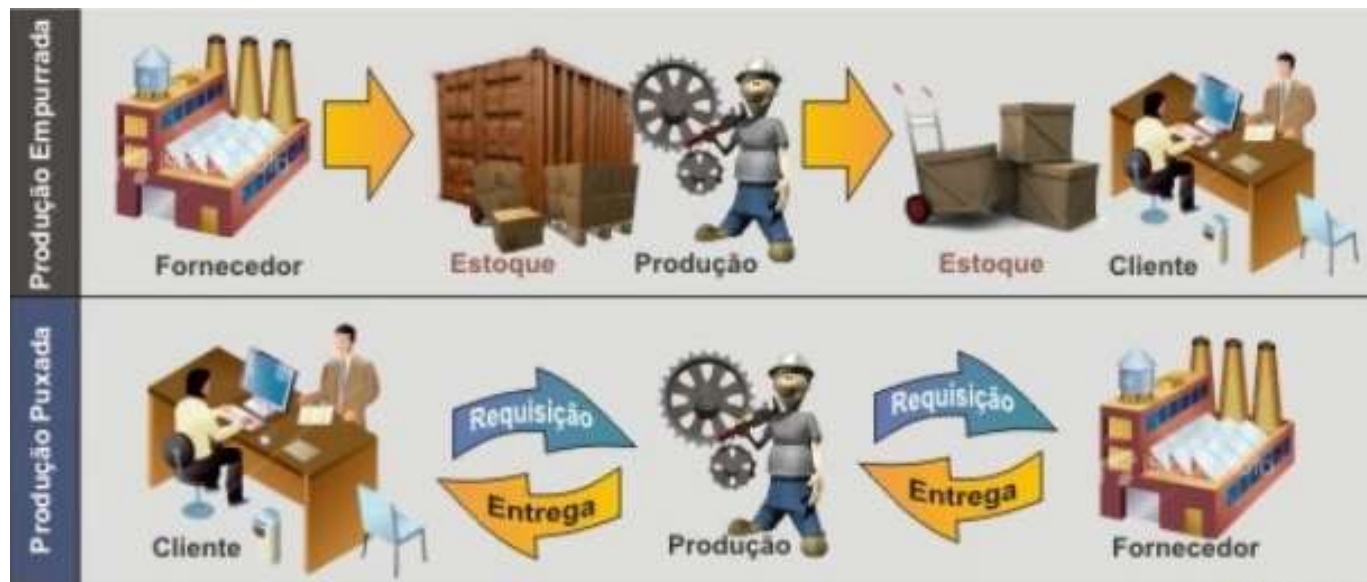 Produção Empurrada
Fornecedor
Estoque
Produção
Estoque
Cliente
Produção Puxada
Requisição
Requisição
Entrega
Entrega
Cliente
Produção
Fornecedor